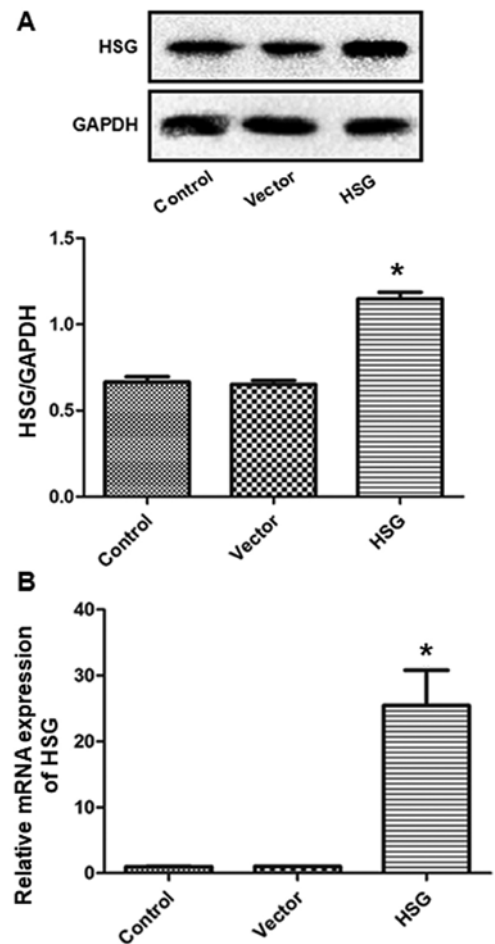 A
HSG
GAPDH
Control Vector HSG
HSG/GAPDH
1.5
1.0
0.5
0.0
*
Control Vector HSG
B
Relative mRNA expression
of HSG
40
30
20
10
0
*
Control Vector HSG